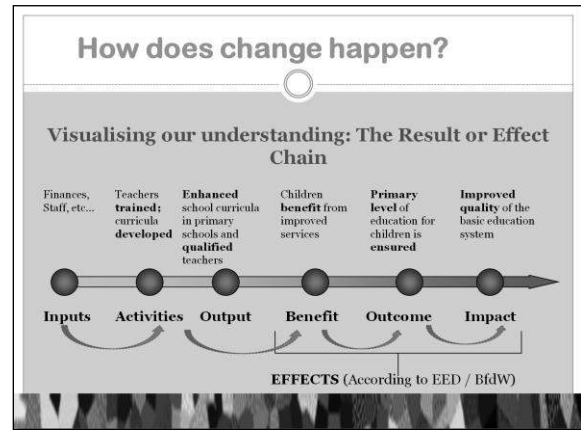 How does change happen?
Visualising our understanding: The Result or Effect
Chain
Finances,
Staff, etc...
Teachers
trained;
curricula
developed
Enhanced
school curricula
in primary
schools and
qualified
teachers
Children
benefit from
improved
services
Primary
level of
education for
children is
ensured
Improved
quality of the
basic education
system
Inputs
Activities
Output
Benefit
Outcome
Impact
EFFECTS (According to EED / BfdW)